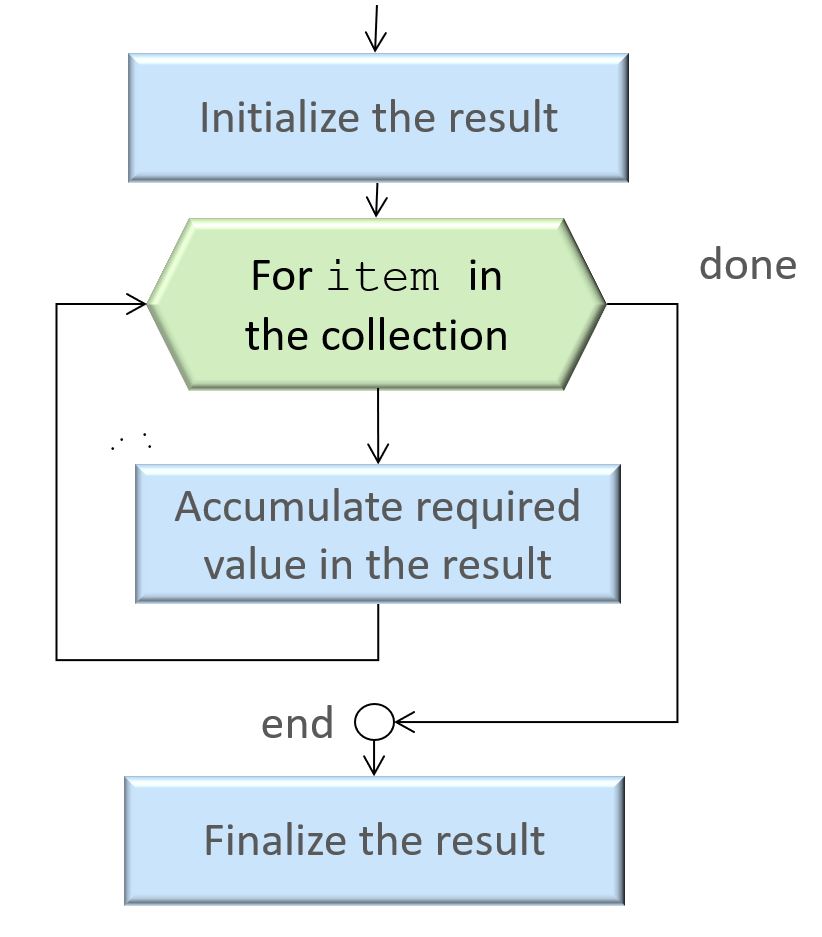 Initialize the result
For item in
the collection
done
Accumulate required
value in the result
end
Finalize the result